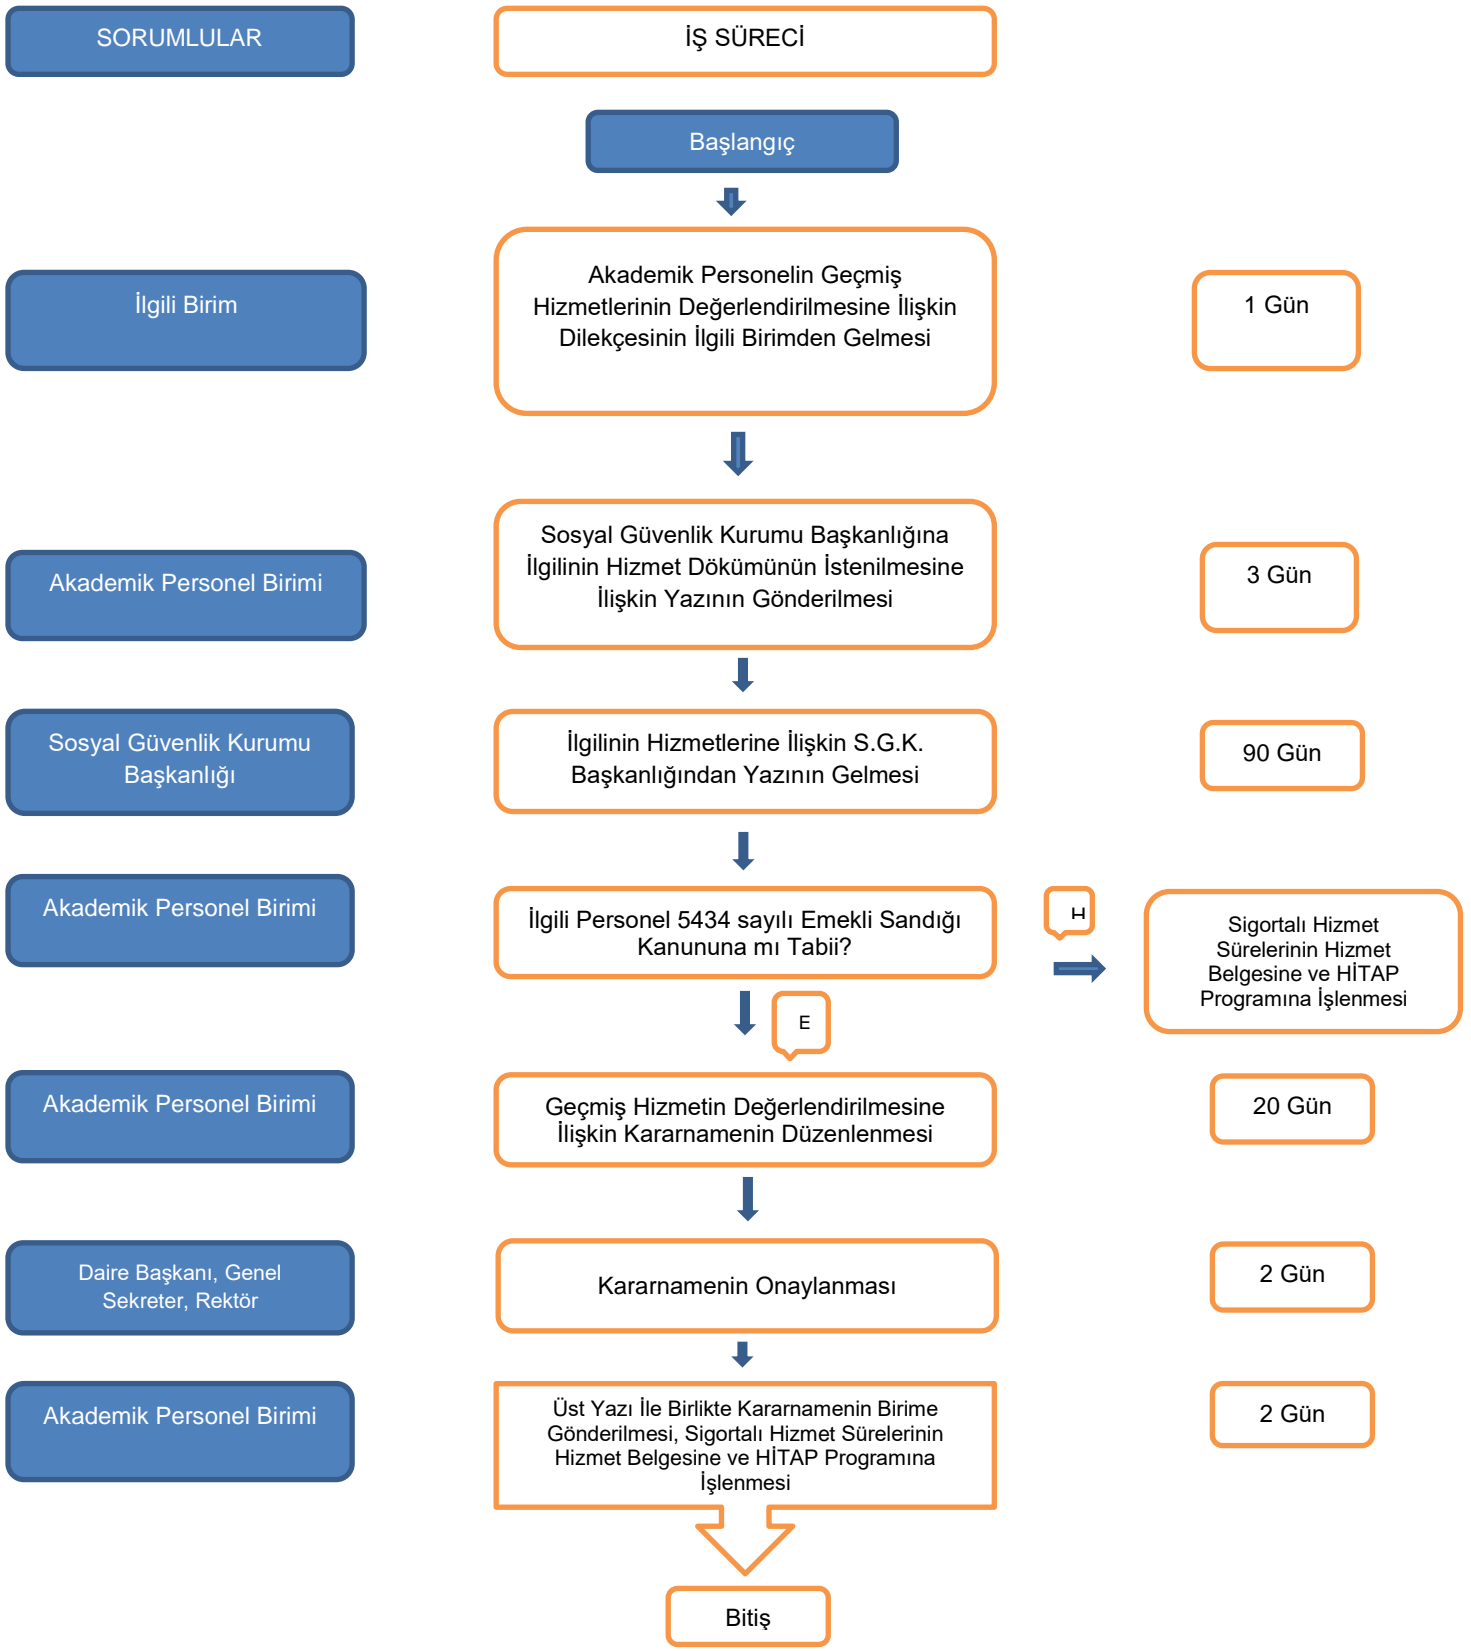 SORUMLULAR
İŞ SÜRECİ
Başlangıç
İlgili Birim
Akademik Personelin Geçmiş
Hizmetlerinin Değerlendirilmesine İlişkin
Dilekçesinin İlgili Birimden Gelmesi
1 Gün
Akademik Personel Birimi
Sosyal Güvenlik Kurumu Başkanlığına
İlgilinin Hizmet Dökümünün İstenilmesine
İlişkin Yazının Gönderilmesi
3 Gün
Sosyal Güvenlik Kurumu
Başkanlığı
İlgilinin Hizmetlerine İlişkin S.G.K.
Başkanlığından Yazının Gelmesi
90 Gün
Akademik Personel Birimi
İlgili Personel 5434 sayılı Emekli Sandığı
Kanununa mı Tabii?
H
Sigortalı Hizmet
Sürelerinin Hizmet
Belgesine ve HİTAP
Programına İşlenmesi
E
Akademik Personel Birimi
Geçmiş Hizmetin Değerlendirilmesine
İlişkin Kararnamenin Düzenlenmesi
20 Gün
Daire Başkanı, Genel
Sekreter, Rektör
Kararnamenin Onaylanması
2 Gün
Akademik Personel Birimi
Üst Yazı İle Birlikte Kararnamenin Birime
Gönderilmesi, Sigortalı Hizmet Sürelerinin
Hizmet Belgesine ve HİTAP Programına
İşlenmesi
2 Gün
Bitiş